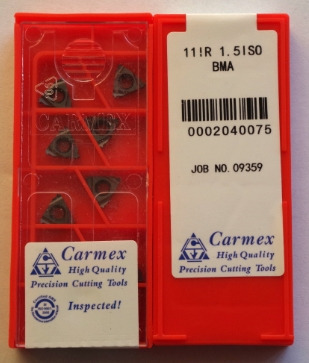 CARMEX
Carmex
High Quality
Precision Cutting Tools
Inspected!
11!R 1.5ISO
BMA
0002040075
JOB NO. 09359
Carmex
High Quality
Precision Cutting Tools